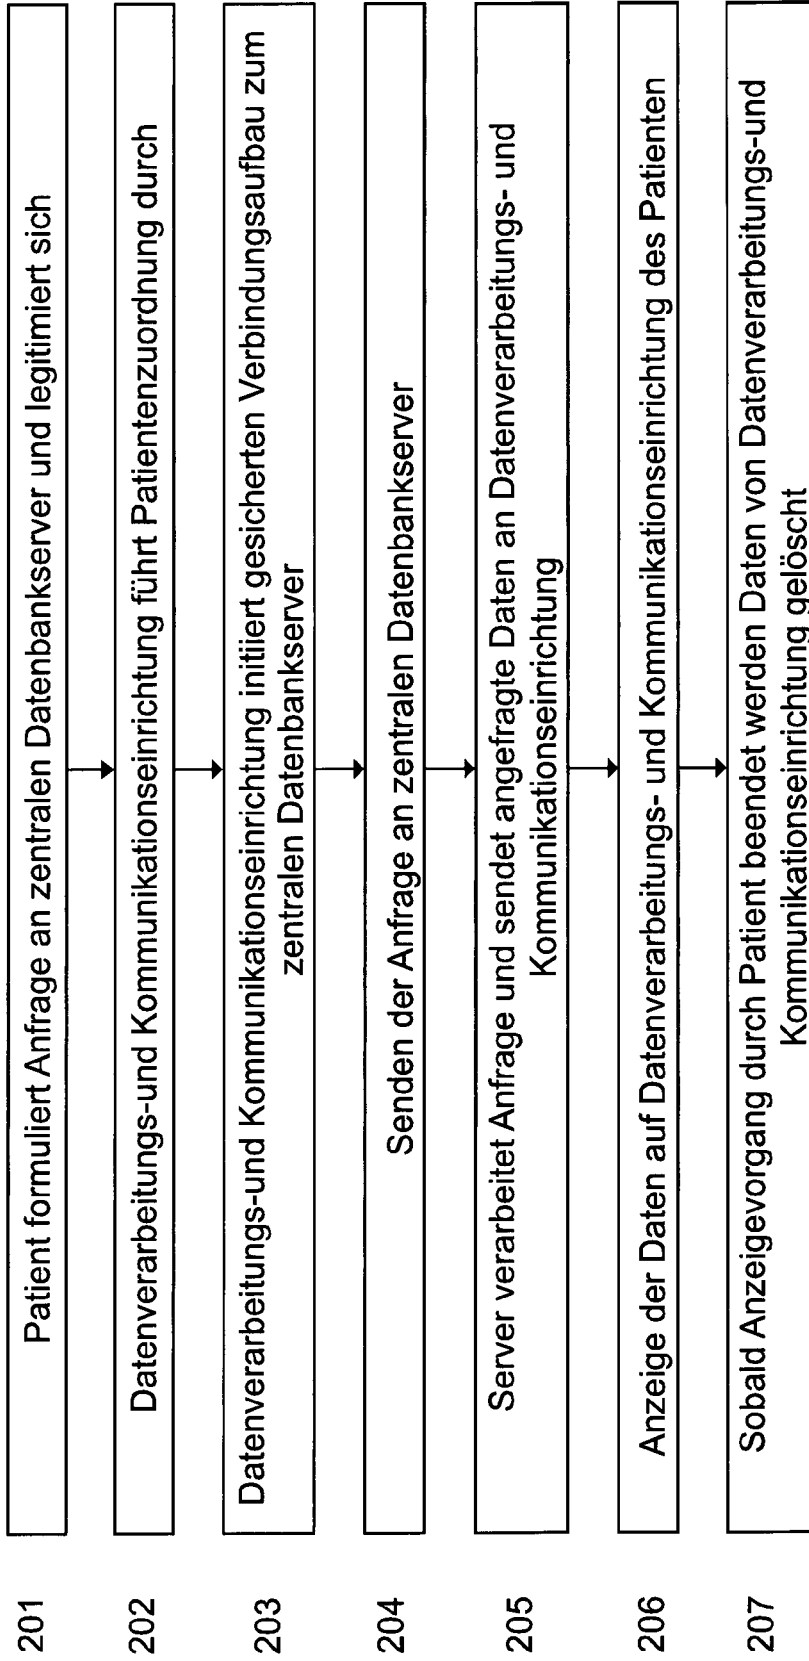 201
Patient formuliert Anfrage an zentralen Datenbankserver und legitimiert sich
202
Datenverarbeitungs-und Kommunikationseinrichtung führt Patientenzuordnung durch
203
Datenverarbeitungs-und Kommunikationseinrichtung initiiert gesicherten Verbindungsaufbau zum
zentralen Datenbankserver
204
Senden der Anfrage an zentralen Datenbankserver
205
Server verarbeitet Anfrage und sendet angefragte Daten an Datenverarbeitungs- und
Kommunikationseinrichtung
206
Anzeige der Daten auf Datenverarbeitungs- und Kommunikationseinrichtung des Patienten
207
Sobald Anzeigevorgang durch Patient beendet werden Daten von Datenverarbeitungs-und
Kommunikationseinrichtung gelöscht